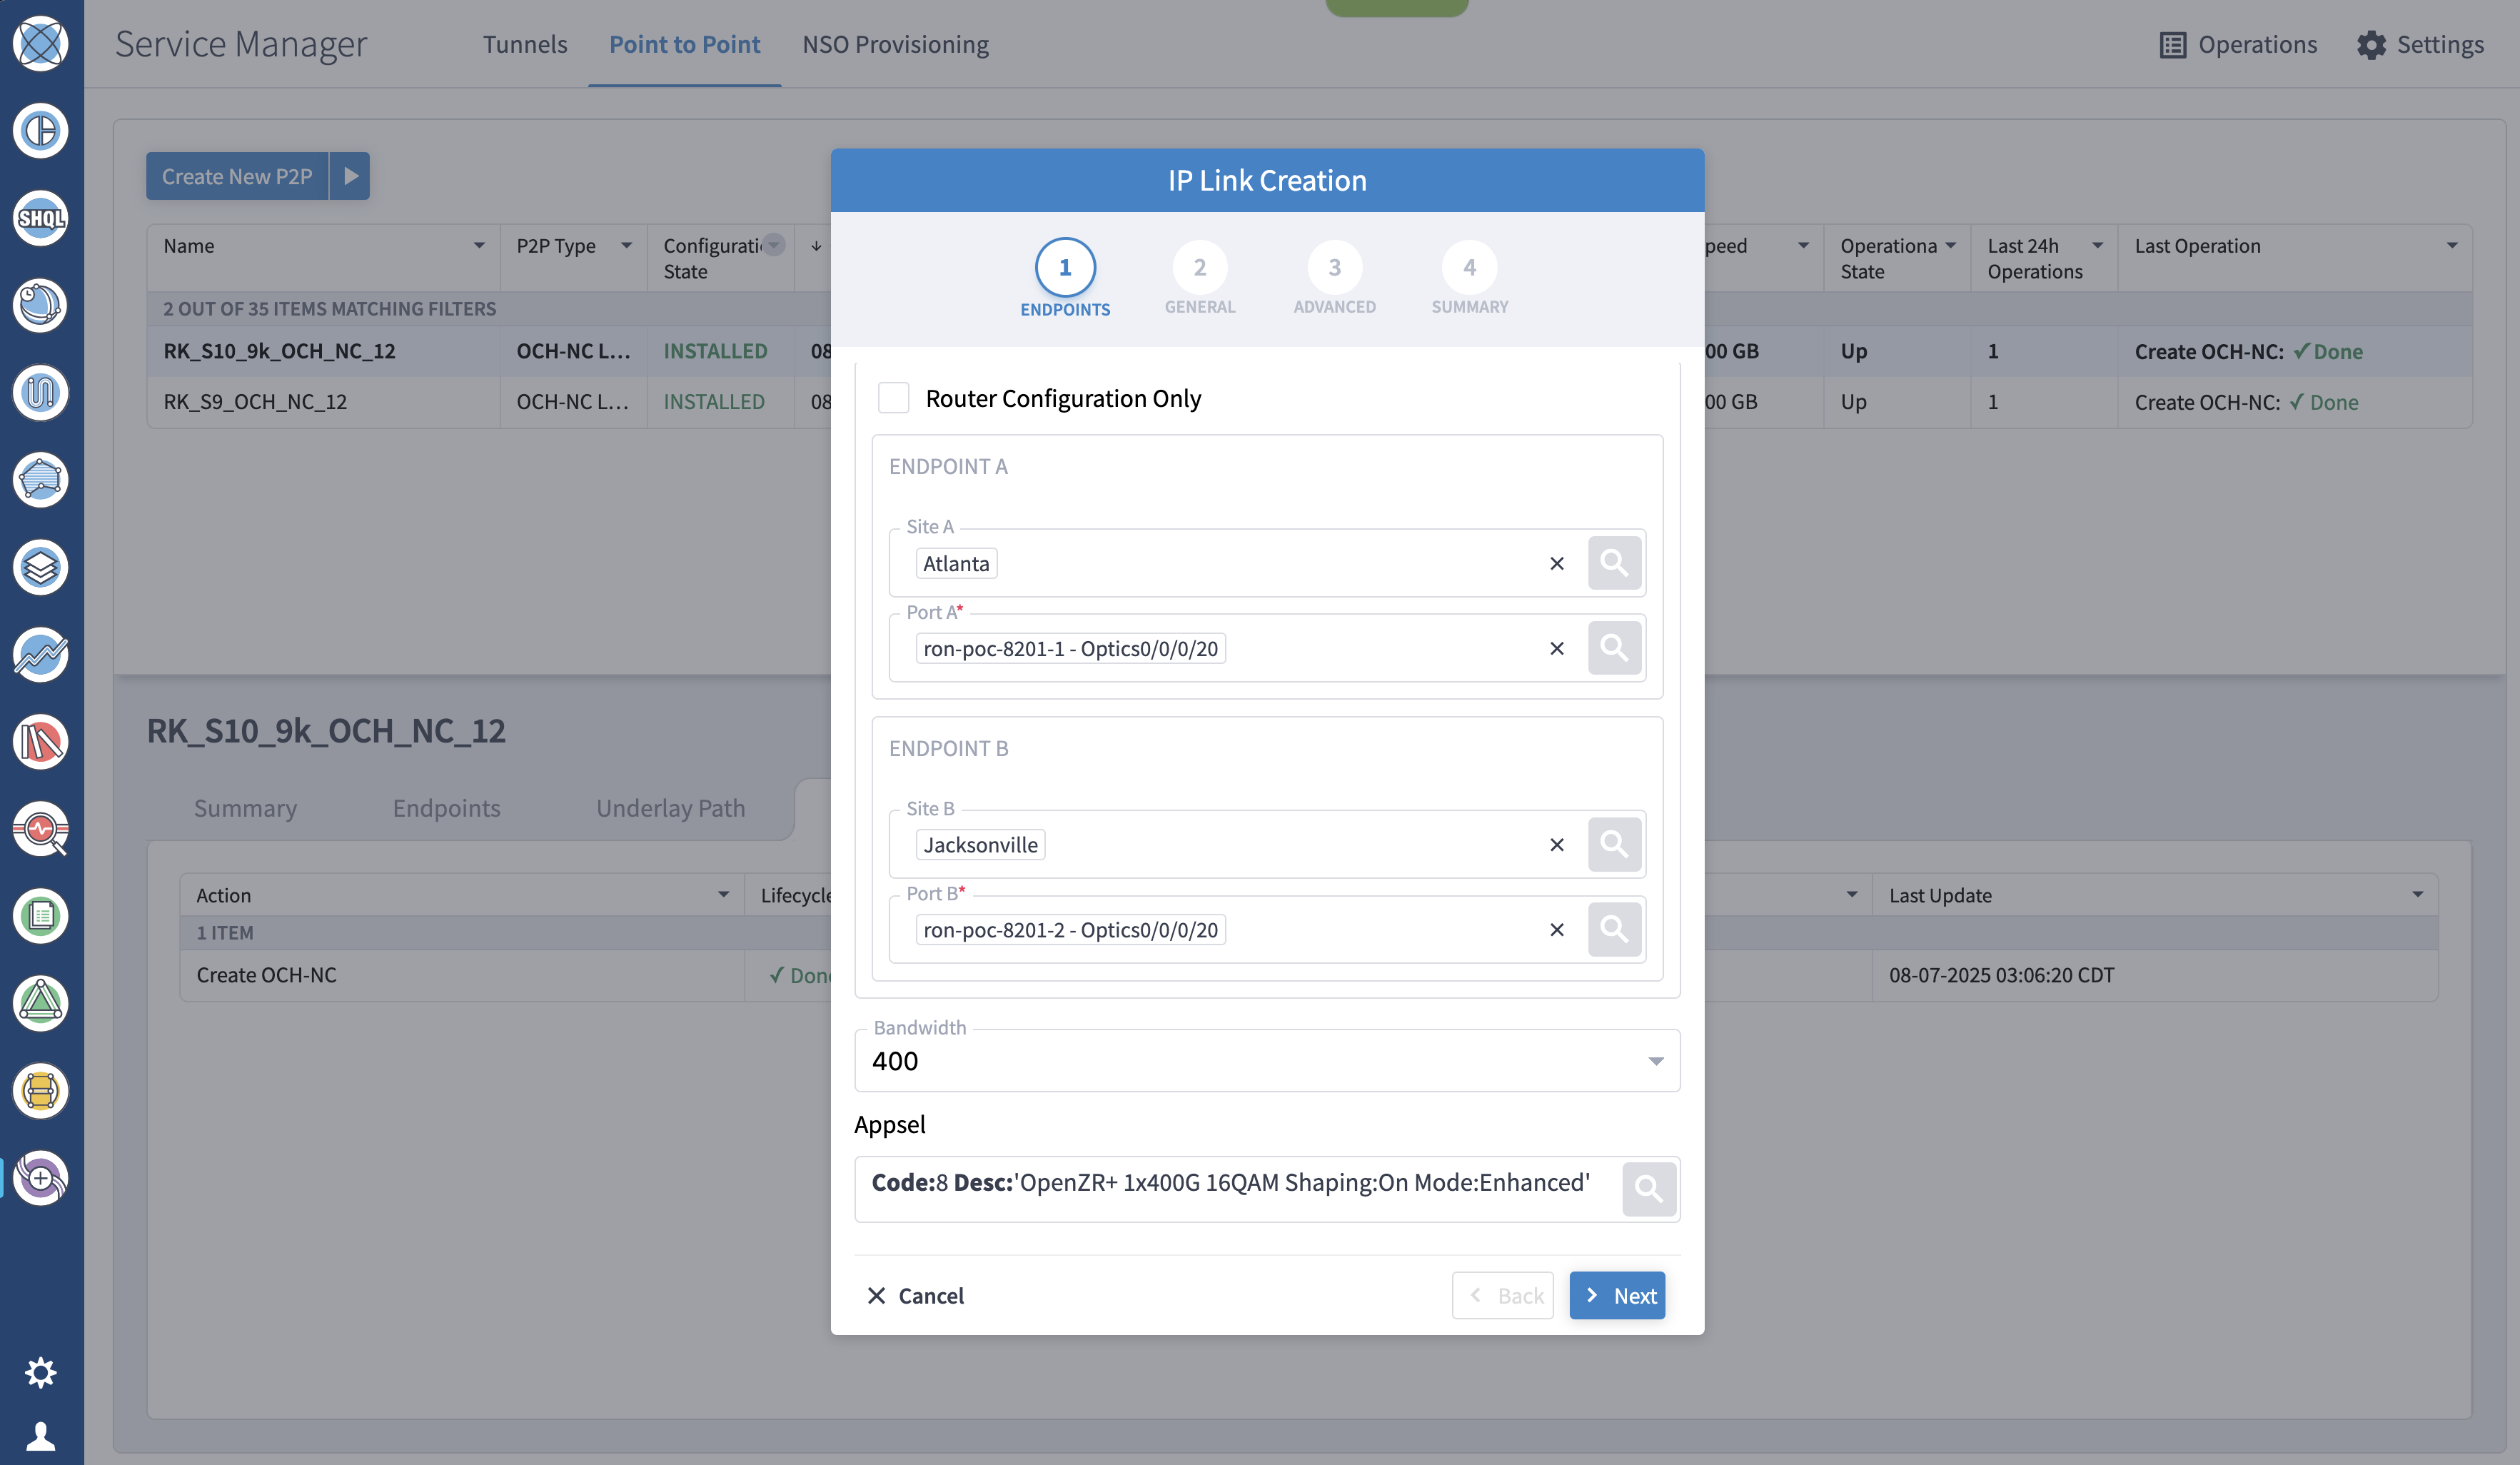 Service Manager
Tunnels
Point to Point
NSO Provisioning
Operations
Settings
SHQL
Create New P2P
Name
P2P Type
Configurati
State
peed
Operationa
State
Last 24h
Operations
Last Operation
2 OUT OF 35 ITEMS MATCHING FILTERS
RK_S10_9k_OCH_NC_12 OCH-NC L... INSTALLED 08 00 GB Up 1 Create OCH-NC: ✓Done
RK_S9_OCH_NC_12 OCH-NC L... INSTALLED 08 00 GB Up 1 Create OCH-NC: ✓ Done
RK_S10_9k_OCH_NC_12
Summary
Endpoints
Underlay Path
Action
Lifecycle
Last Update
1 ITEM
Create OCH-NC ✓ Done 08-07-2025 03:06:20 CDT
IP Link Creation
1
ENDPOINTS
2
GENERAL
3
ADVANCED
4
SUMMARY
Router Configuration Only
ENDPOINT A
Site A
Atlanta
Port A*
ron-poc-8201-1 - Optics0/0/0/20
ENDPOINT B
Site B
Jacksonville
Port B*
ron-poc-8201-2 - Optics0/0/0/20
Bandwidth
400
Appsel
Code:8 Desc:'OpenZR+ 1x400G 16QAM Shaping:On Mode:Enhanced'
Cancel
Back
Next